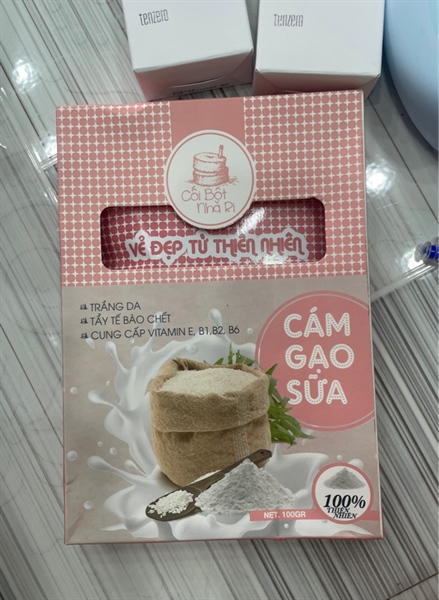 tenzero
tenzero
Cối Bột
Nhà Ri
VẺ ĐẸP TỪ THIÊN NHIÊN
TRẮNG DA
TẨY TẾ BÀO CHẾT
CUNG CẤP VITAMIN E, B1,B2, B6
CÁM
GẠO
SỮA
100%
THIÊN
NHIÊN
NET. 100GR